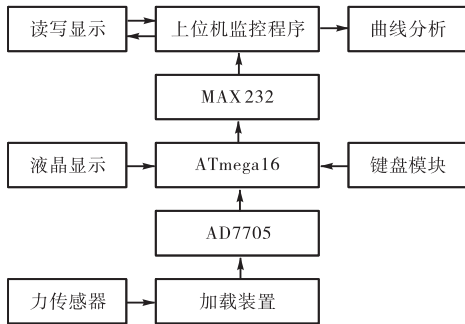 读写显示
上位机监控程序
曲线分析
MAX232
液晶显示
ATmega16
键盘模块
AD7705
力传感器
加载装置